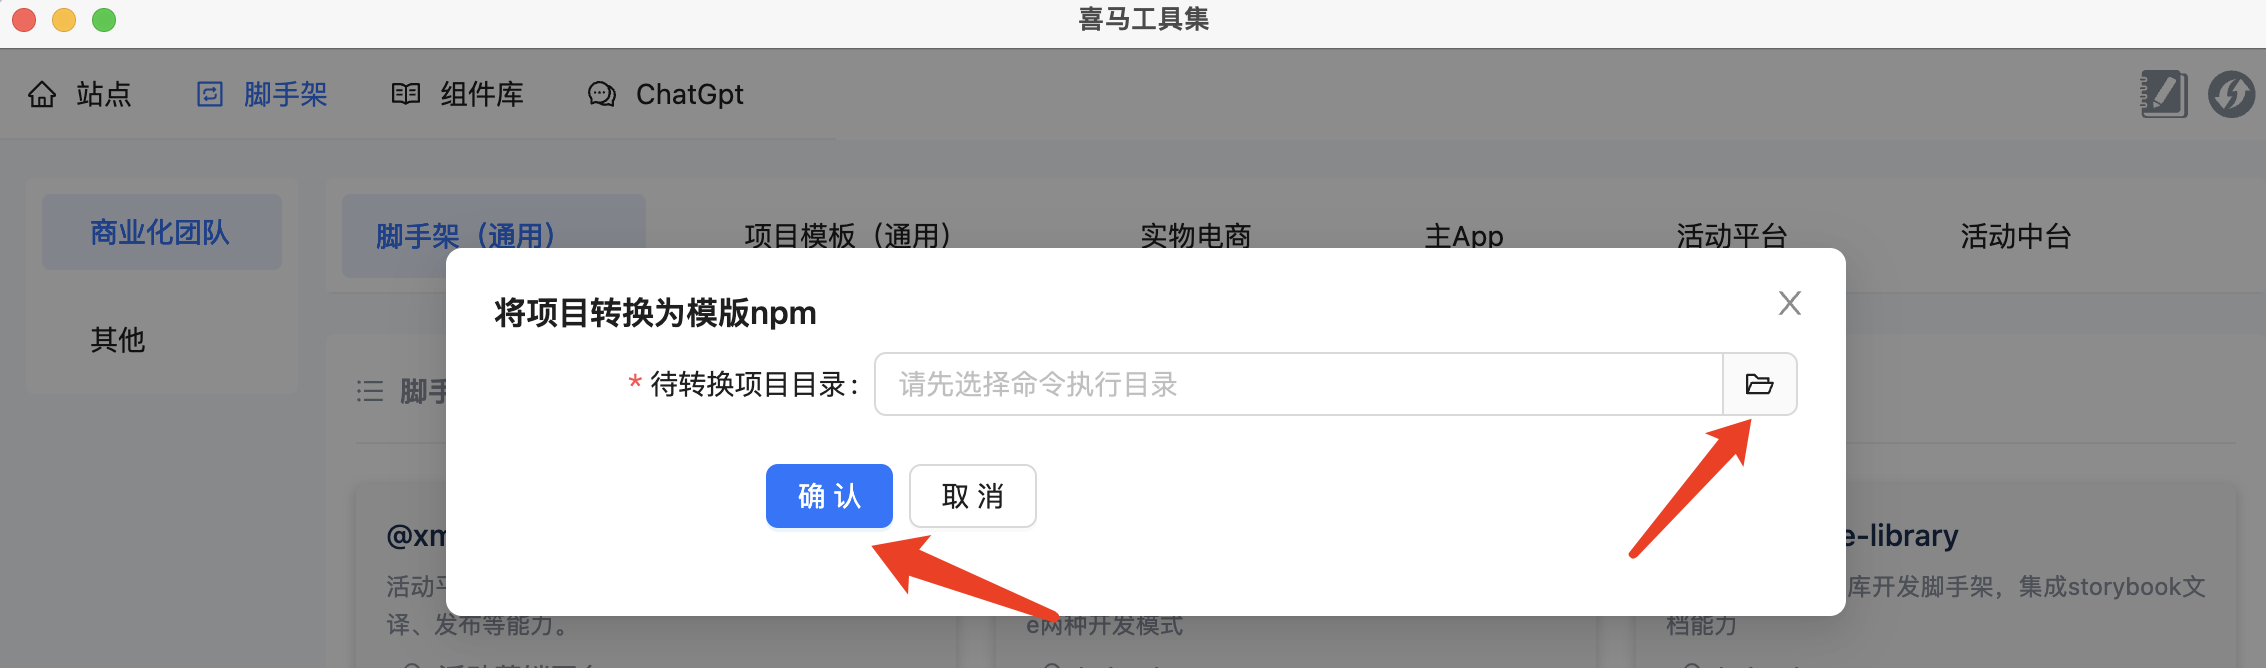 喜马工具集
站点 脚手架 组件库 ChatGpt
商业化团队
其他
脚手架（通用） 项目模板（通用） 实物电商 主App 活动平台 活动中台
脚手
将项目转换为模版npm
* 待转换项目目录: 请先选择命令执行目录
确 认 取 消
@xm
活动平
译、发布等能力。
e两种开发模式
e-library
库开发脚手架，集成storybook文
档能力